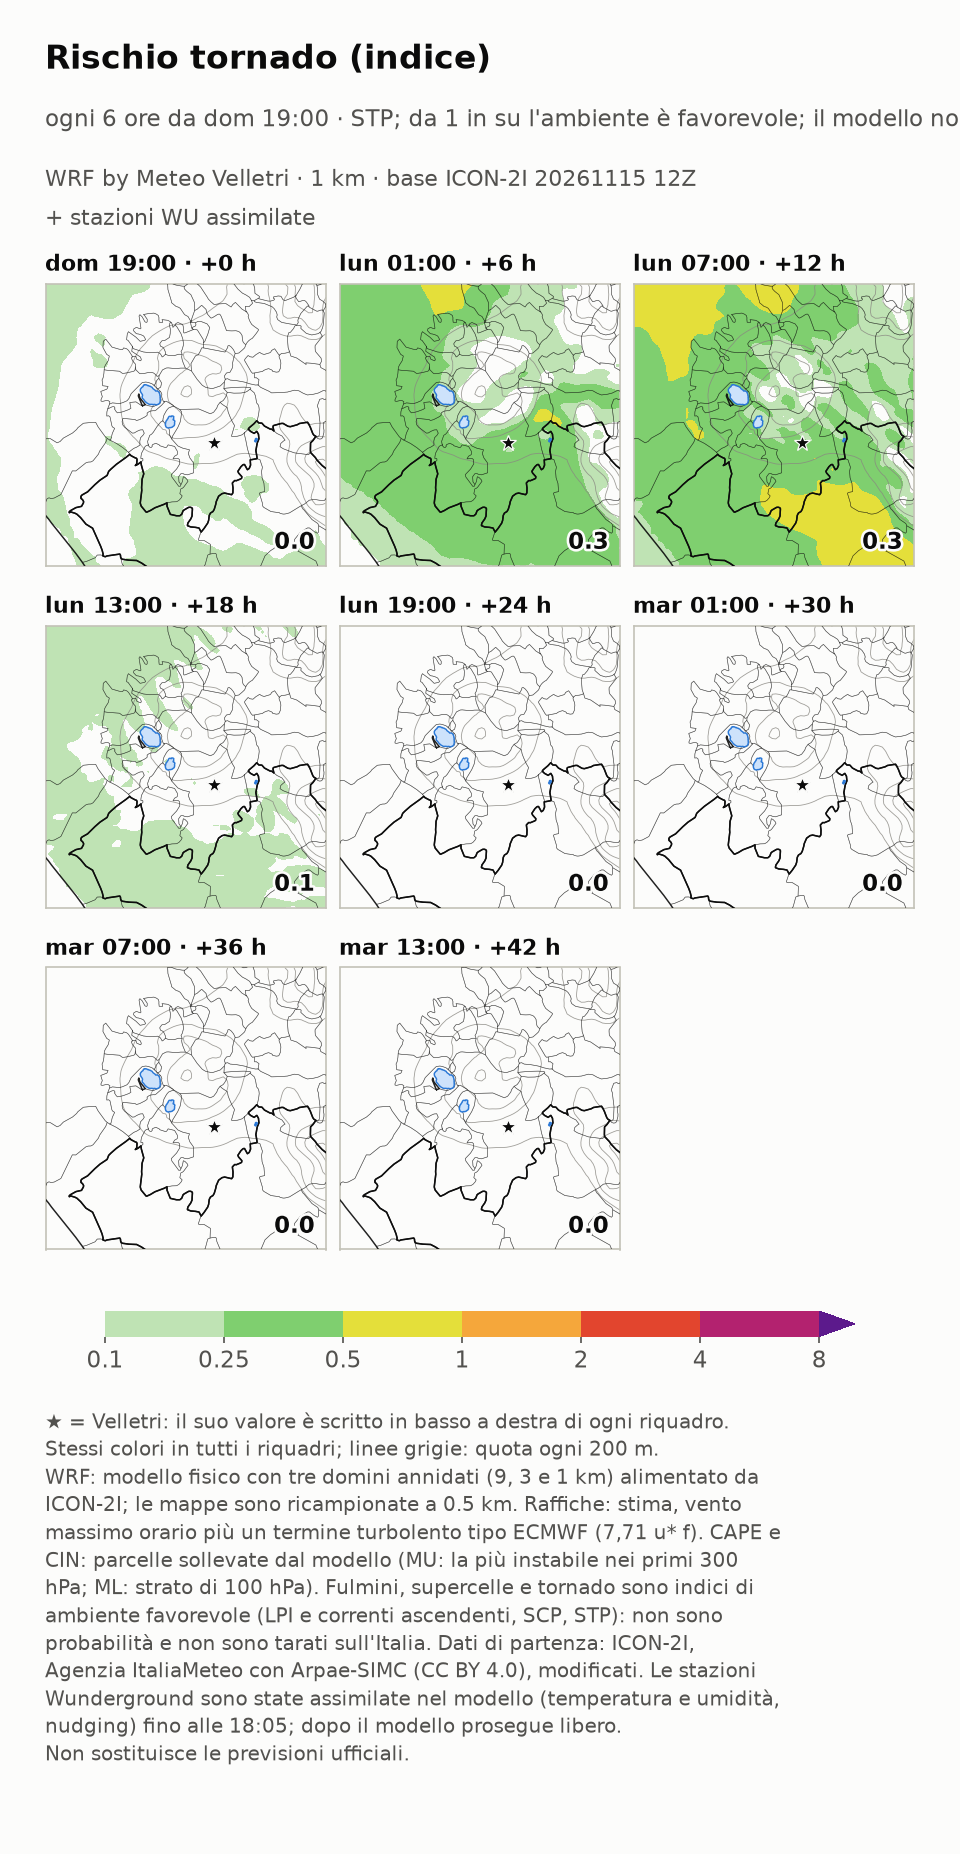 Rischio tornado (indice)
ogni 6 ore da dom 19:00 · STP; da 1 in su l'ambiente è favorevole; il modello no
WRF by Meteo Velletri · 1 km · base ICON-2I 20261115 12Z
+ stazioni WU assimilate
dom 19:00 · +0 h
lun 01:00 · +6 h
lun 07:00 · +12 h
0.0
0.3
0.3
lun 13:00 · +18 h
lun 19:00 · +24 h
mar 01:00 · +30 h
0.1
0.0
0.0
mar 07:00 · +36 h
mar 13:00 · +42 h
0.0
0.0
0.1 0.25 0.5 1 2 4 8
★ = Velletri: il suo valore è scritto in basso a destra di ogni riquadro.
Stessi colori in tutti i riquadri; linee grigie: quota ogni 200 m.
WRF: modello fisico con tre domini annidati (9, 3 e 1 km) alimentato da
ICON-2I; le mappe sono ricampionate a 0.5 km. Raffiche: stima, vento
massimo orario più un termine turbolento tipo ECMWF (7,71 u* f). CAPE e
CIN: parcelle sollevate dal modello (MU: la più instabile nei primi 300
hPa; ML: strato di 100 hPa). Fulmini, supercelle e tornado sono indici di
ambiente favorevole (LPI e correnti ascendenti, SCP, STP): non sono
probabilità e non sono tarati sull'Italia. Dati di partenza: ICON-2I,
Agenzia ItaliaMeteo con Arpae-SIMC (CC BY 4.0), modificati. Le stazioni
Wunderground sono state assimilate nel modello (temperatura e umidità,
nudging) fino alle 18:05; dopo il modello prosegue libero.
Non sostituisce le previsioni ufficiali.